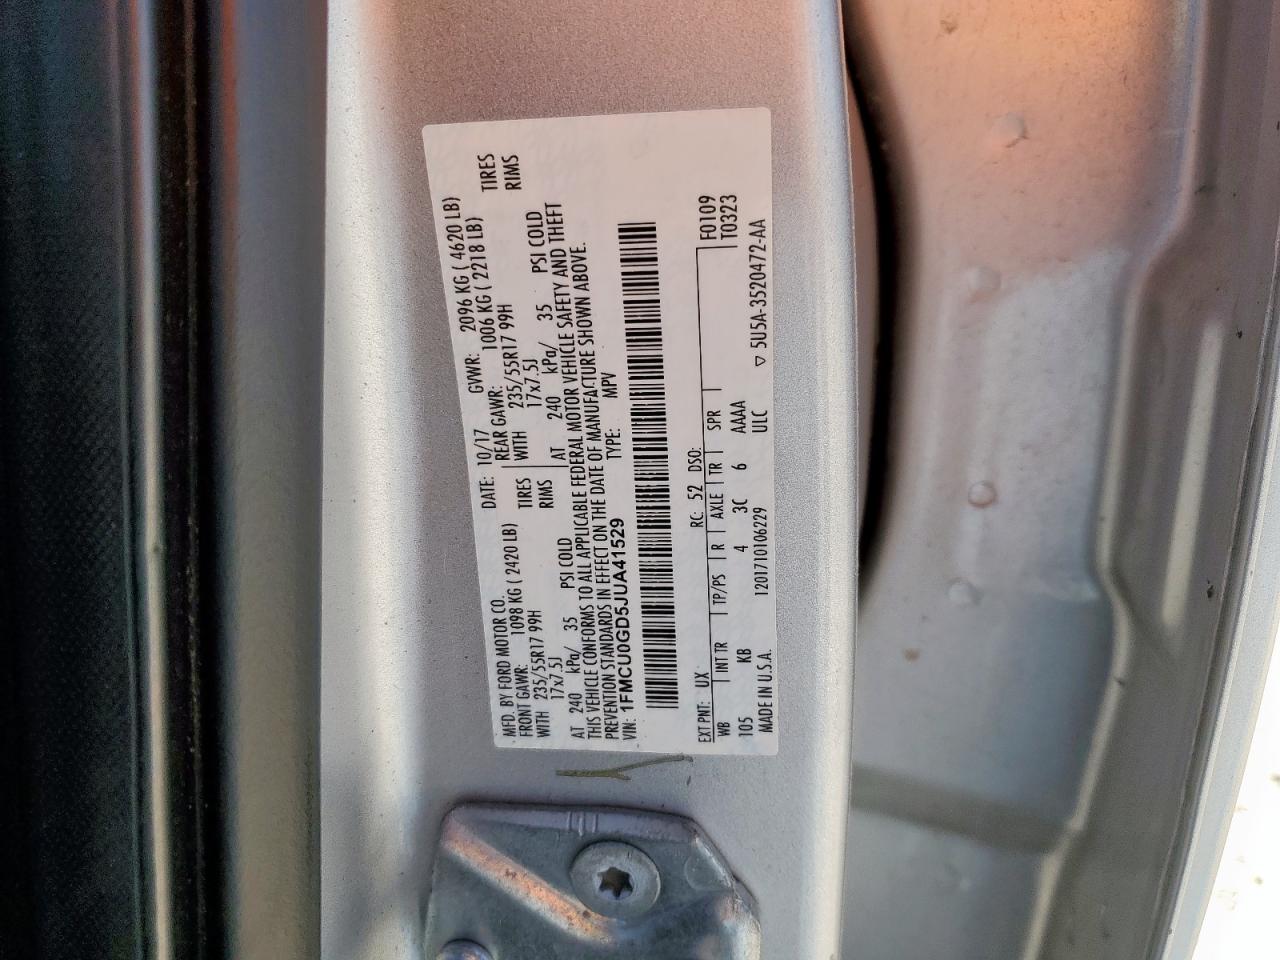 MFD. BY FORD MOTOR CO.
DATE: 10/17 GVWR: 2096 KG ( 4620 LB)
FRONT GAWR: 1098 KG ( 2420 LB)
REAR GAWR: 1006 KG ( 2218 LB)
WITH 235/55R17 99H TIRES
WITH 235/55R17 99H TIRES
17x7.5J RIMS
17x7.5J RIMS
AT 240 kPa/ 35 PSI COLD
AT 240 kPa/ 35 PSI COLD
THIS VEHICLE CONFORMS TO ALL APPLICABLE FEDERAL MOTOR VEHICLE SAFETY AND THEFT
PREVENTION STANDARDS IN EFFECT ON THE DATE OF MANUFACTURE SHOWN ABOVE.
VIN: 1FMCU0GD5JUA41529 TYPE: MPV
F0109
T0323
EXT PNT: UX RC: 52 DSO:
WB INT TR TP/PS R AXLE TR SPR
105 KB 4 3C 6 AAAA
MADE IN U.S.A. 1201710106229 ULC ▽ 5U5A-3520472-AA